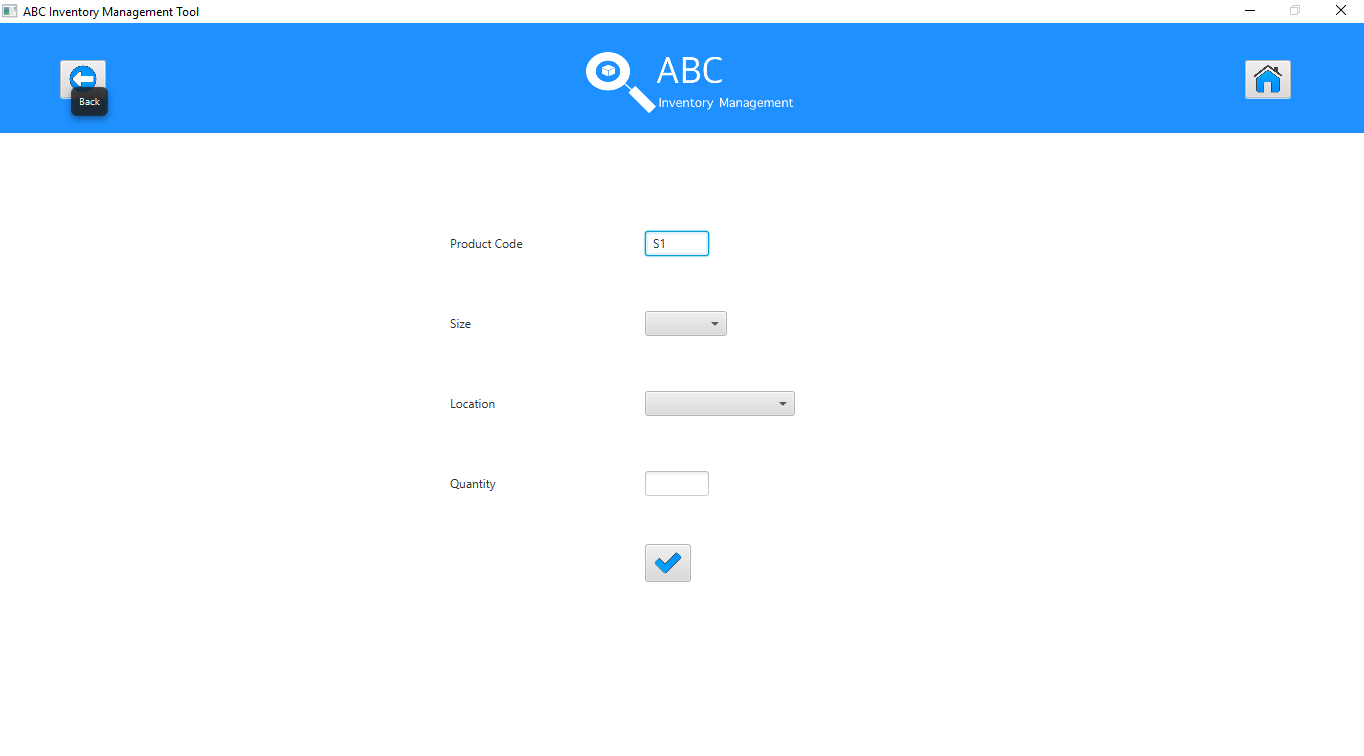 ABC Inventory Management Tool
Back
ABC
Inventory Management
Product Code
S1
Size
Location
Quantity